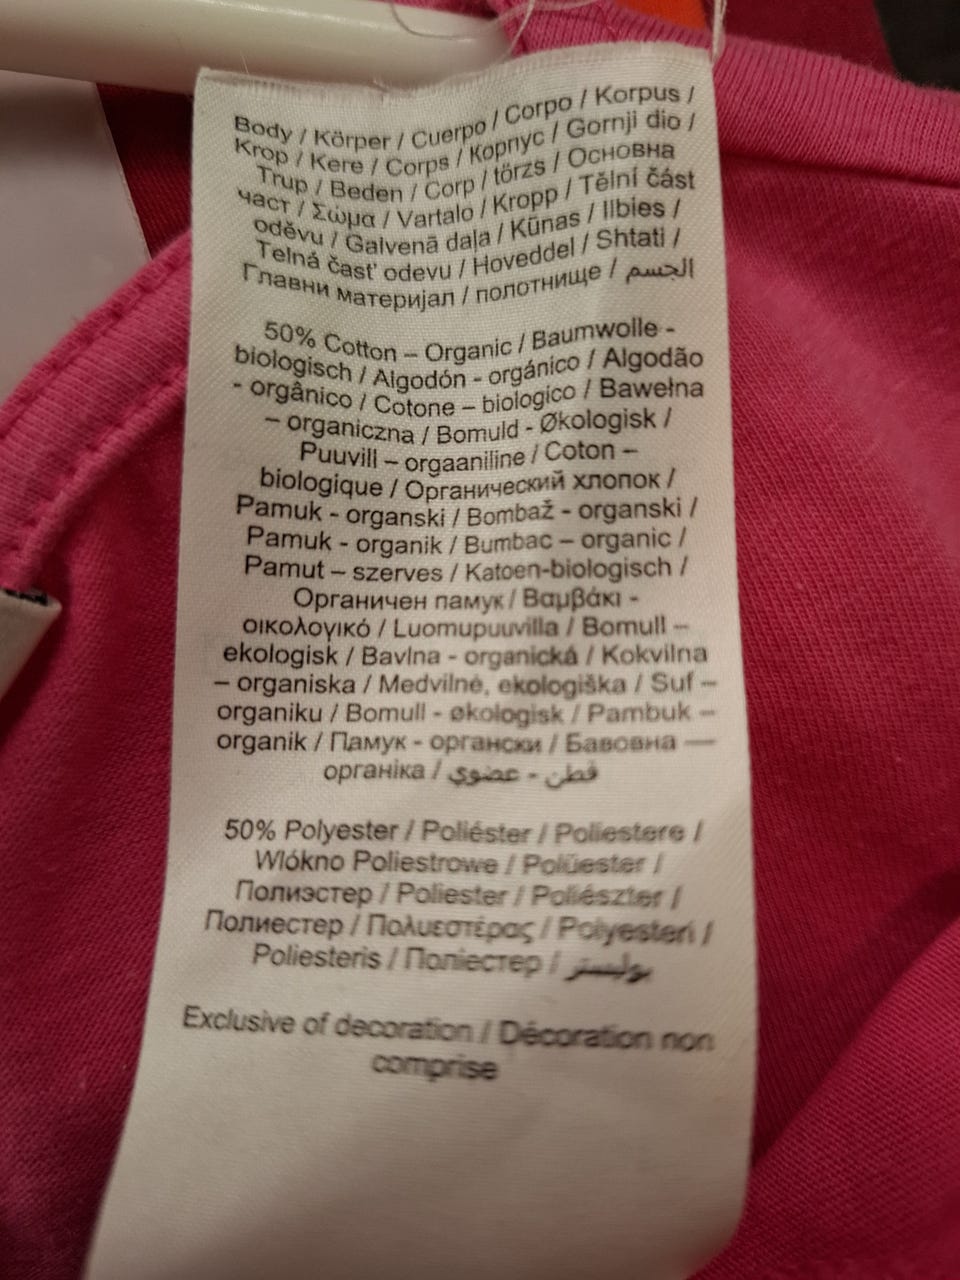 Body / Körper / Cuerpo / Corpo / Korpus /
Krop / Kere / Corps / Корпус / Gornji dio /
Trup / Beden / Corp / törzs / Основна
част / Σώμα / Vartalo / Kropp / Tělní část
oděvu / Galvenā daļa / Kūnas / Ilbies /
Telná časť odevu / Hoveddel / Shtati /
Главни материјал / полотнище / الجسم
50% Cotton – Organic / Baumwolle -
biologisch / Algodón - orgánico / Algodão
- orgânico / Cotone – biologico / Bawełna
– organiczna / Bomuld - Økologisk /
Puuvill – orgaaniline / Coton –
biologique / Органический хлопок /
Pamuk - organski / Bombaž - organski /
Pamuk - organik / Bumbac – organic /
Pamut – szerves / Katoen-biologisch /
Органичен памук / Βαμβάκι -
οικολογικό / Luomupuuvilla / Bomull –
ekologisk / Bavlna - organická / Kokvilna
– organiska / Medvilnė, ekologiška / Suf –
organiku / Bomull - økologisk / Pambuk –
organik / Памук - органски / Бавовна —
органіка / قطن - عضوي
50% Polyester / Poliéster / Poliestere /
Wlókno Poliestrowe / Polüester /
Полиэстер / Poliester / Poliészter /
Полиестер / Πολυεστέρας / Polyesteri /
Poliesteris / Поліестер / بوليستر
Exclusive of decoration / Décoration non
comprise